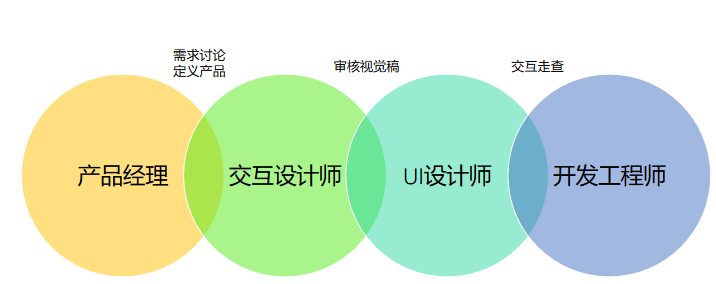 需求讨论
定义产品
审核视觉稿
交互走查
产品经理
交互设计师
UI设计师
开发工程师